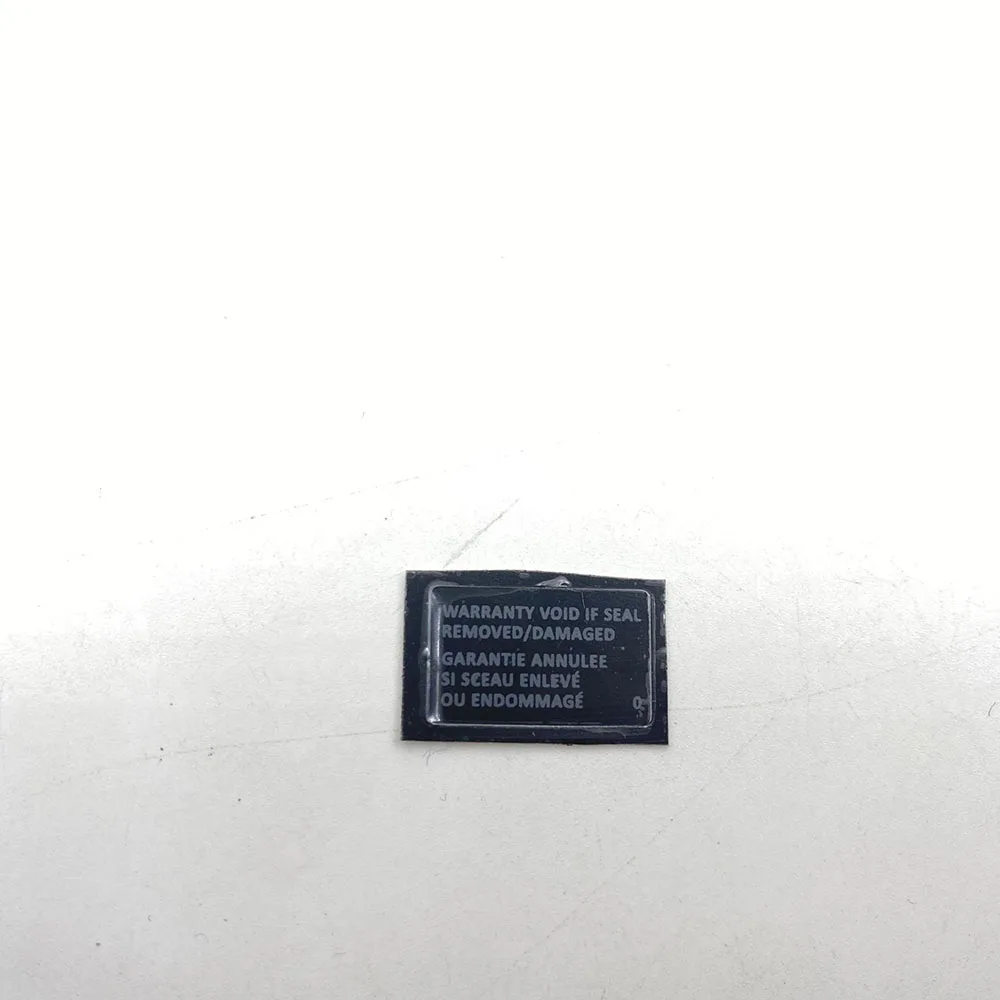 WARRANTY VOID IF SEAL
REMOVED/DAMAGED
GARANTIE ANNULEE
SI SCEAU ENLEVÉ
OU ENDOMMAGÉ